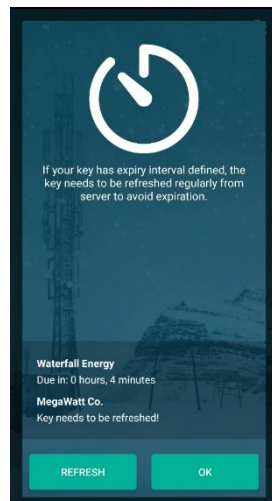 If your key has expiry interval defined, the
key needs to be refreshed regularly from
server to avoid expiration.
Waterfall Energy
Due in: 0 hours, 4 minutes
MegaWatt Co.
Key needs to be refreshed!
REFRESH
OK